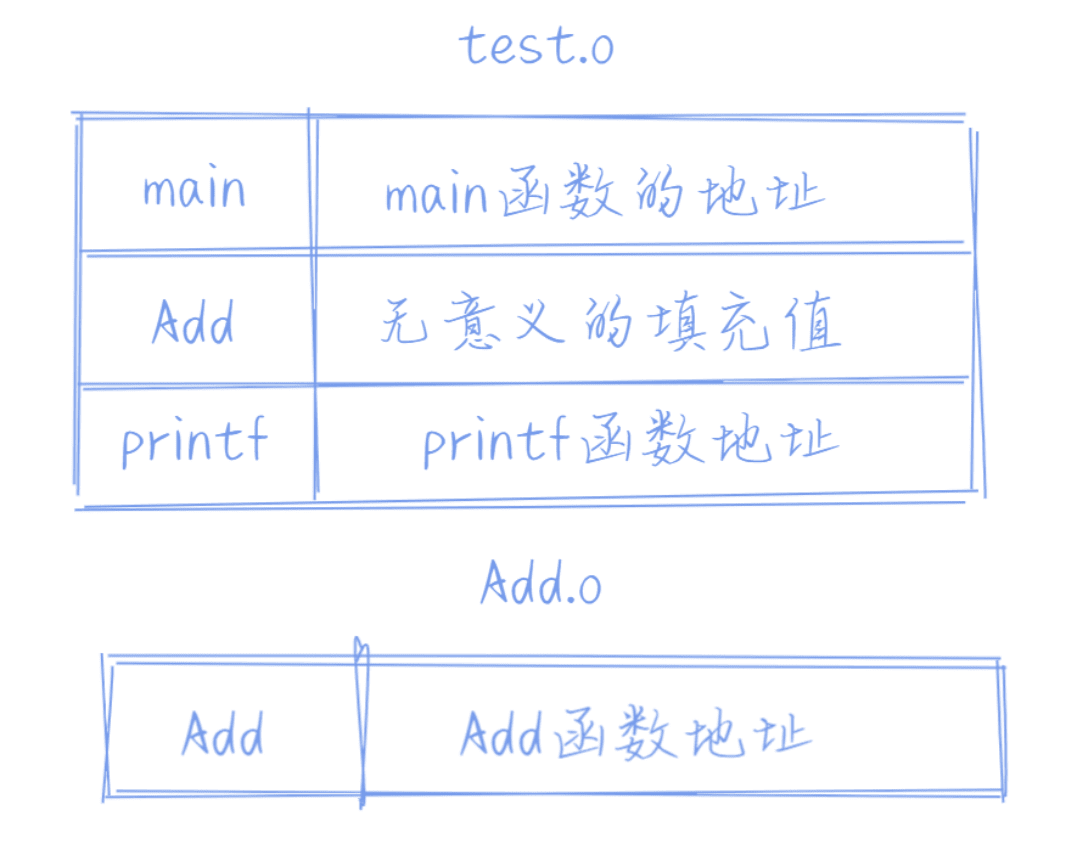 test.o
main main函数的地址
Add 无意义的填充值
printf printf函数地址
Add.o
Add Add函数地址